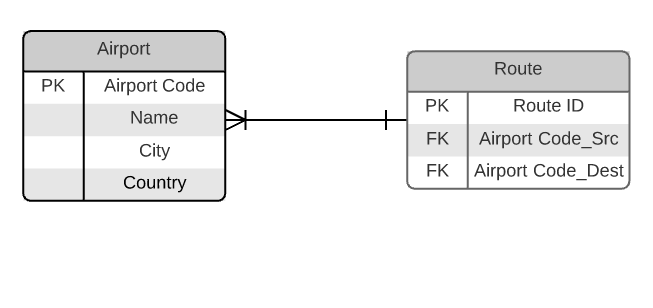 Airport
PK Airport Code
Name
City
Country
Route
PK Route ID
FK Airport Code_Src
FK Airport Code_Dest